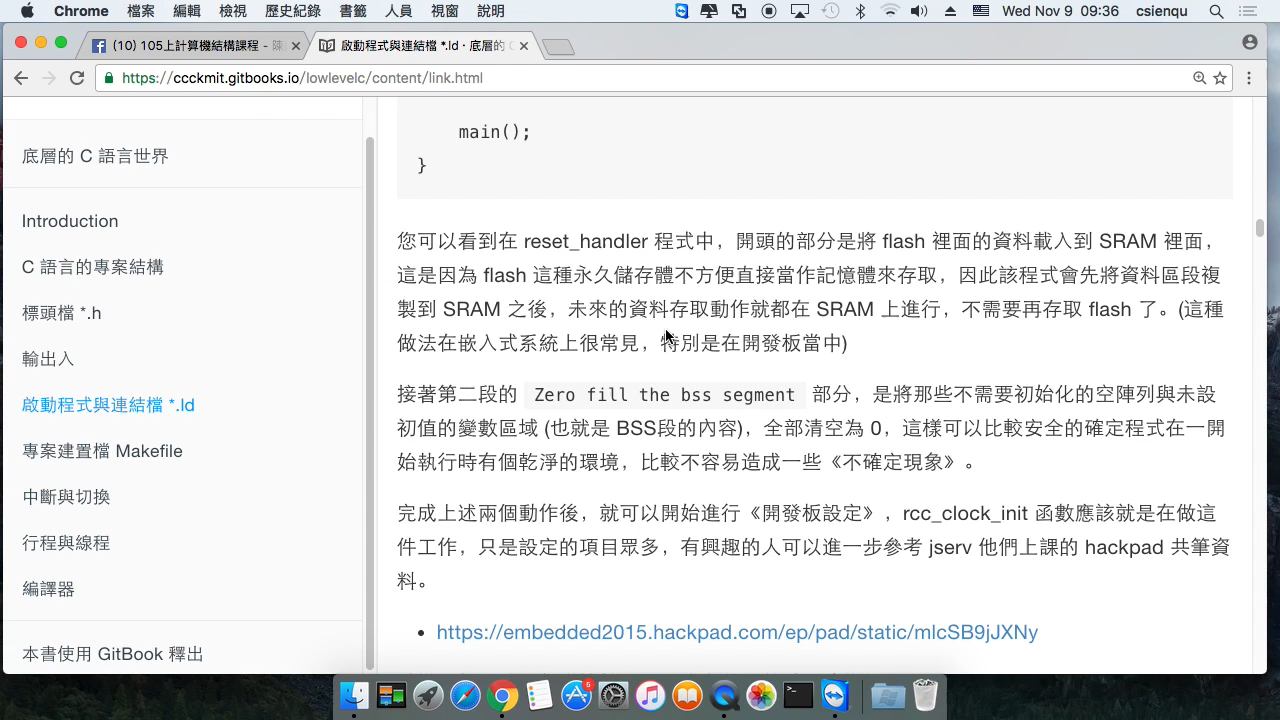 Chrome 檔案 編輯 檢視 歷史紀錄 書籤 人員 視窗 說明 Wed Nov 9 09:36 csienqu
(10) 105上計算機結構課程 - 陳
啟動程式與連結檔 *.ld · 底層的 C
https://ccckmit.gitbooks.io/lowlevelc/content/link.html
底層的 C 語言世界
Introduction
C 語言的專案結構
標頭檔 *.h
輸出入
啟動程式與連結檔 *.ld
專案建置檔 Makefile
中斷與切換
行程與線程
編譯器
本書使用 GitBook 釋出
main();
}
您可以看到在 reset_handler 程式中，開頭的部分是將 flash 裡面的資料載入到 SRAM 裡面，
這是因為 flash 這種永久儲存體不方便直接當作記憶體來存取，因此該程式會先將資料區段複
製到 SRAM 之後，未來的資料存取動作就都在 SRAM 上進行，不需要再存取 flash 了。(這種
做法在嵌入式系統上很常見，特別是在開發板當中)
接著第二段的 Zero fill the bss segment 部分，是將那些不需要初始化的空陣列與未設
初值的變數區域 (也就是 BSS段的內容)，全部清空為 0，這樣可以比較安全的確定程式在一開
始執行時有個乾淨的環境，比較不容易造成一些《不確定現象》。
完成上述兩個動作後，就可以開始進行《開發板設定》，rcc_clock_init 函數應該就是在做這
件工作，只是設定的項目眾多，有興趣的人可以進一步參考 jserv 他們上課的 hackpad 共筆資
料。
• https://embedded2015.hackpad.com/ep/pad/static/mlcSB9jJXNy
6